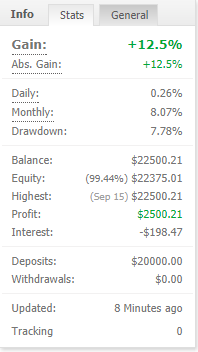 Info Stats General
Gain: +12.5%
Abs. Gain: +12.5%
Daily: 0.26%
Monthly: 8.07%
Drawdown: 7.78%
Balance: $22500.21
Equity: (99.44%) $22375.01
Highest: (Sep 15) $22500.21
Profit: $2500.21
Interest: -$198.47
Deposits: $20000.00
Withdrawals: $0.00
Updated: 8 Minutes ago
Tracking 0